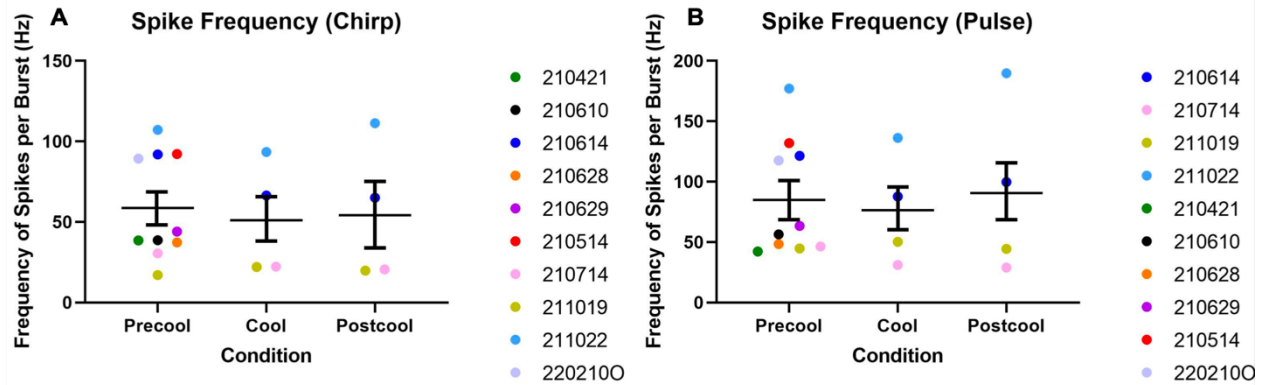 A
Spike Frequency (Chirp)
Frequency of Spikes per Burst (Hz)
150
100
50
0
Precool
Cool
Postcool
Condition
210421
210610
210614
210628
210629
210514
210714
211019
211022
220210O
B
Spike Frequency (Pulse)
Frequency of Spikes per Burst (Hz)
200
150
100
50
0
Precool
Cool
Postcool
Condition
210614
210714
211019
211022
210421
210610
210628
210629
210514
220210O